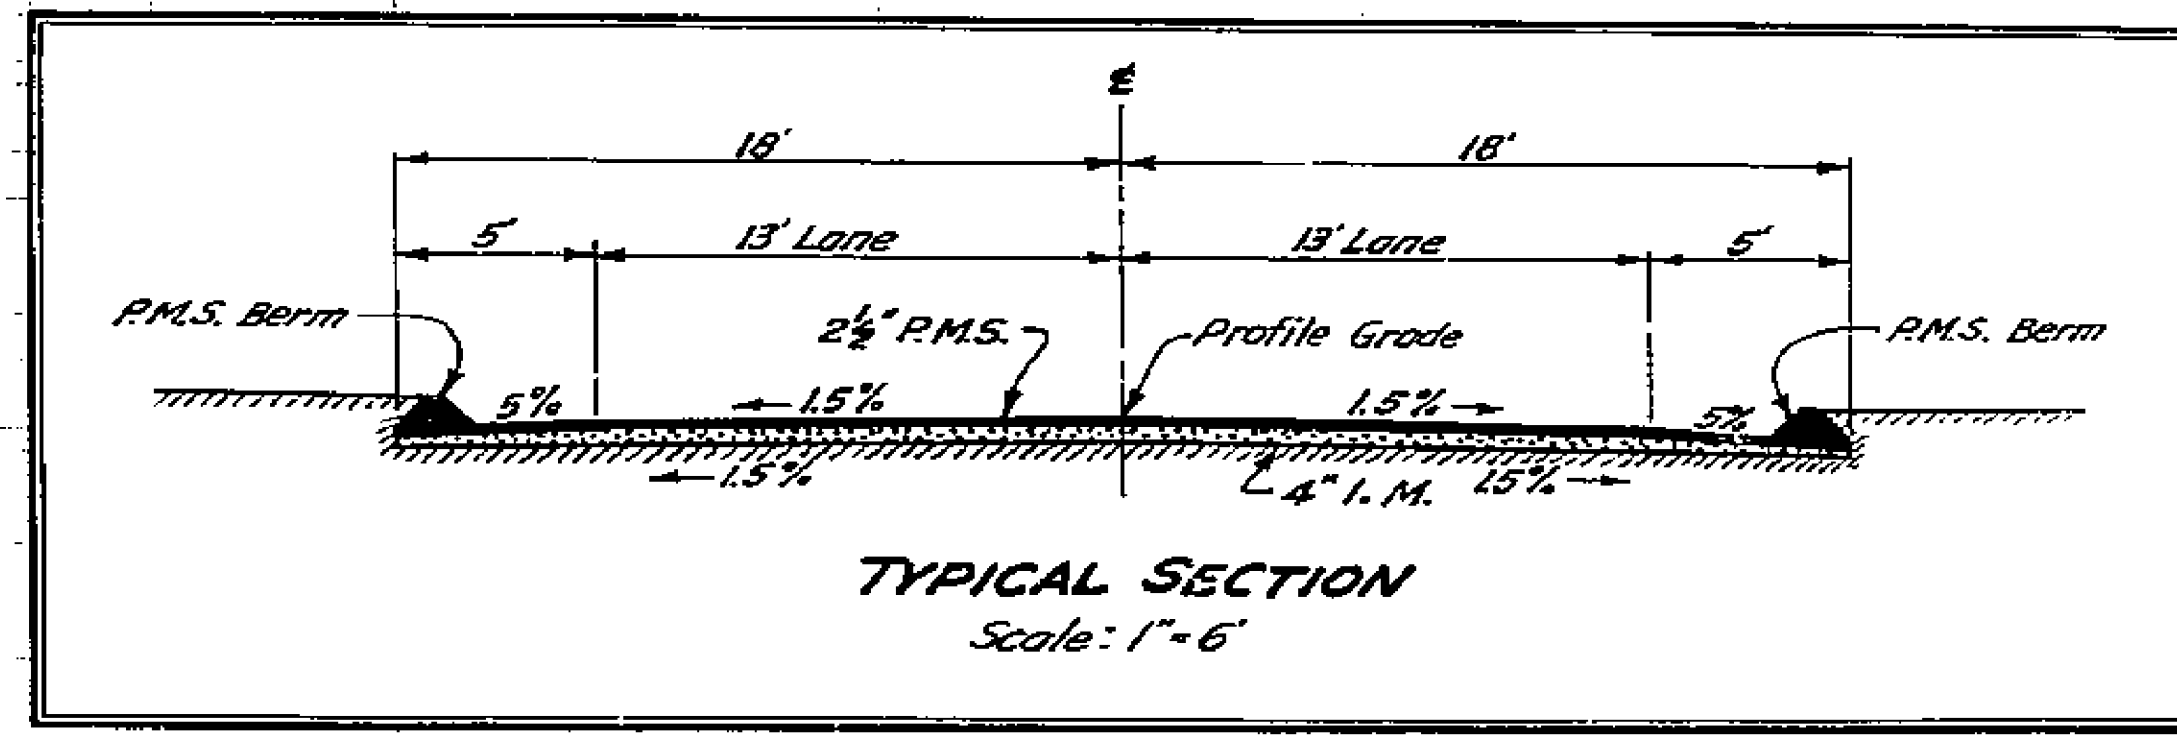 ℄
18' 18'
5' 13' Lane 13' Lane 5'
P.M.S. Berm 2½" P.M.S. Profile Grade P.M.S. Berm
5% 1.5% 1.5% 5%
1.5% 4" I.M. 1.5%
TYPICAL SECTION
Scale: 1"=6'